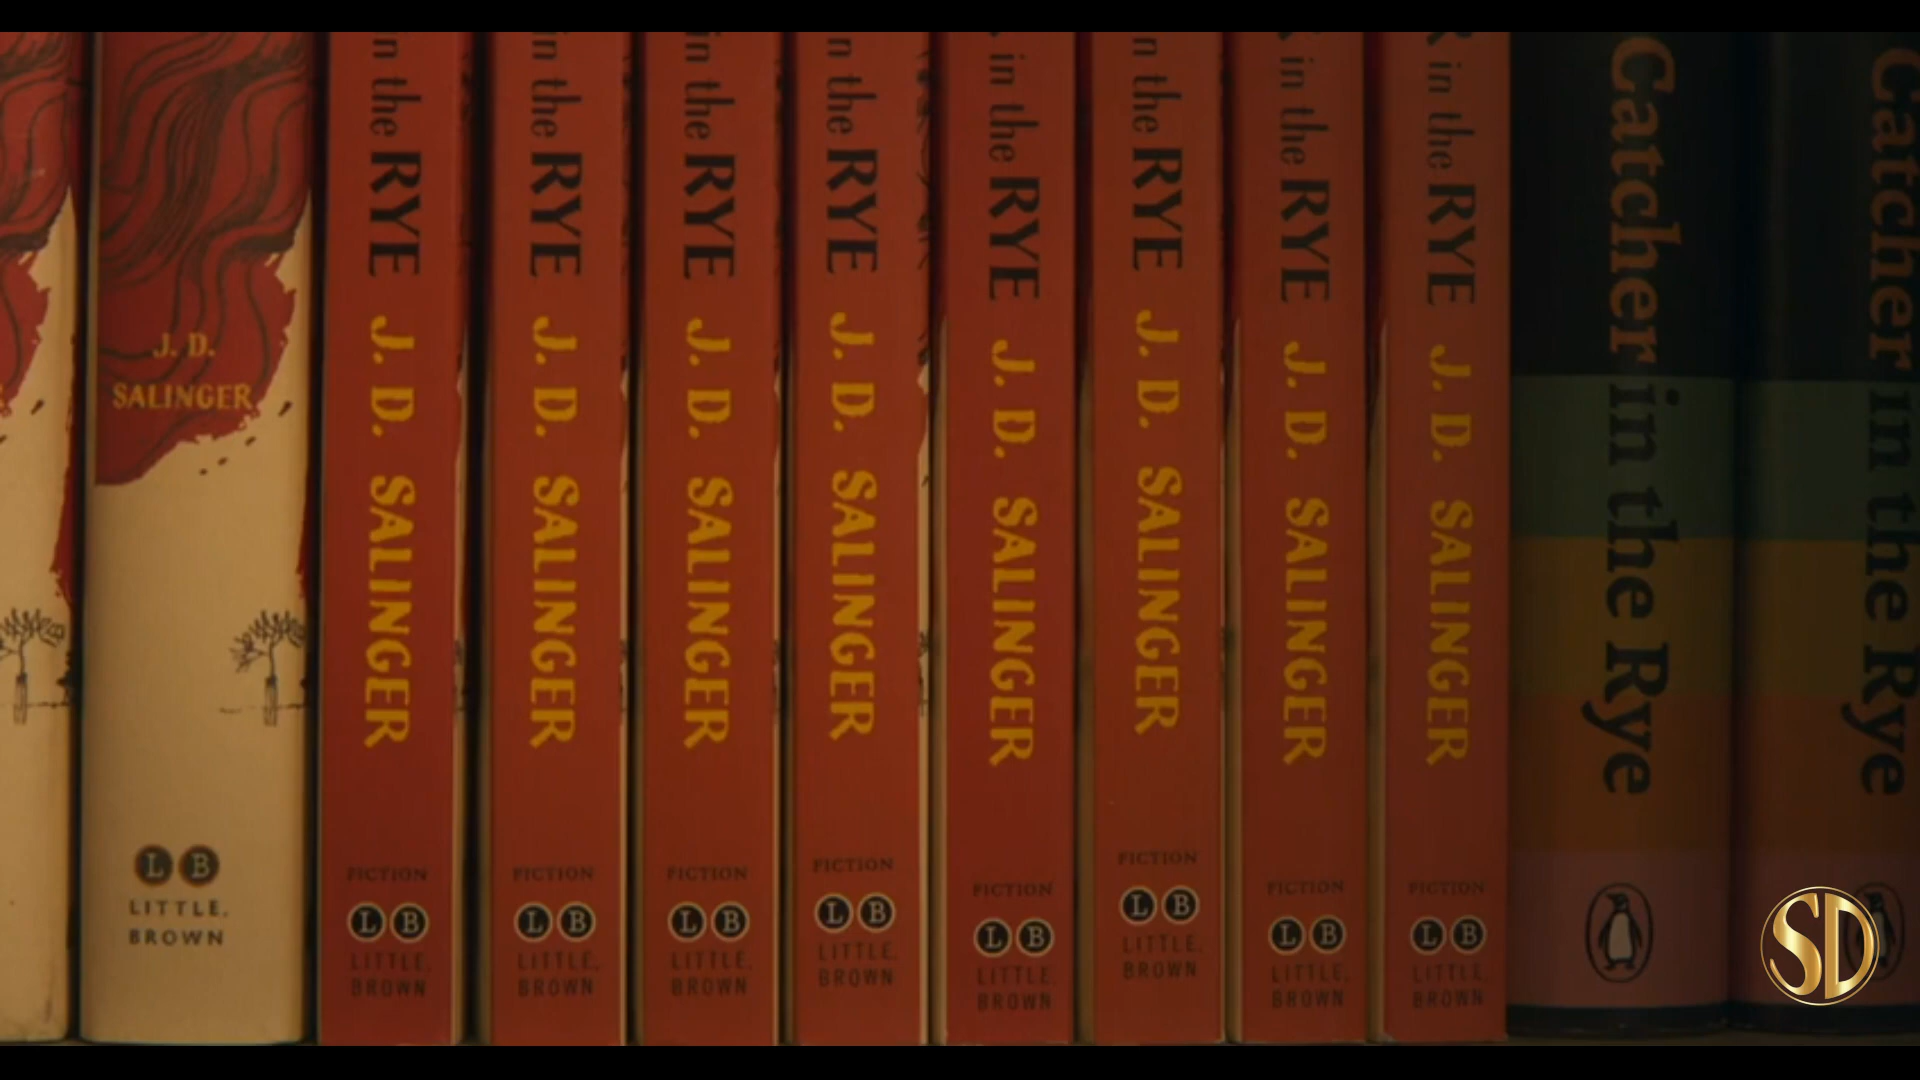 J. D.
SALINGER
L B
LITTLE,
BROWN
in the RYE J. D. SALINGER
FICTION
L B
LITTLE,
BROWN
in the RYE J. D. SALINGER
FICTION
L B
LITTLE,
BROWN
in the RYE J. D. SALINGER
FICTION
L B
LITTLE,
BROWN
in the RYE J. D. SALINGER
FICTION
L B
LITTLE,
BROWN
in the RYE J. D. SALINGER
FICTION
L B
LITTLE,
BROWN
in the RYE J. D. SALINGER
FICTION
L B
LITTLE,
BROWN
in the RYE J. D. SALINGER
FICTION
L B
LITTLE,
BROWN
in the RYE J. D. SALINGER
FICTION
L B
LITTLE,
BROWN
Catcher in the Rye
Catcher in the Rye
SD